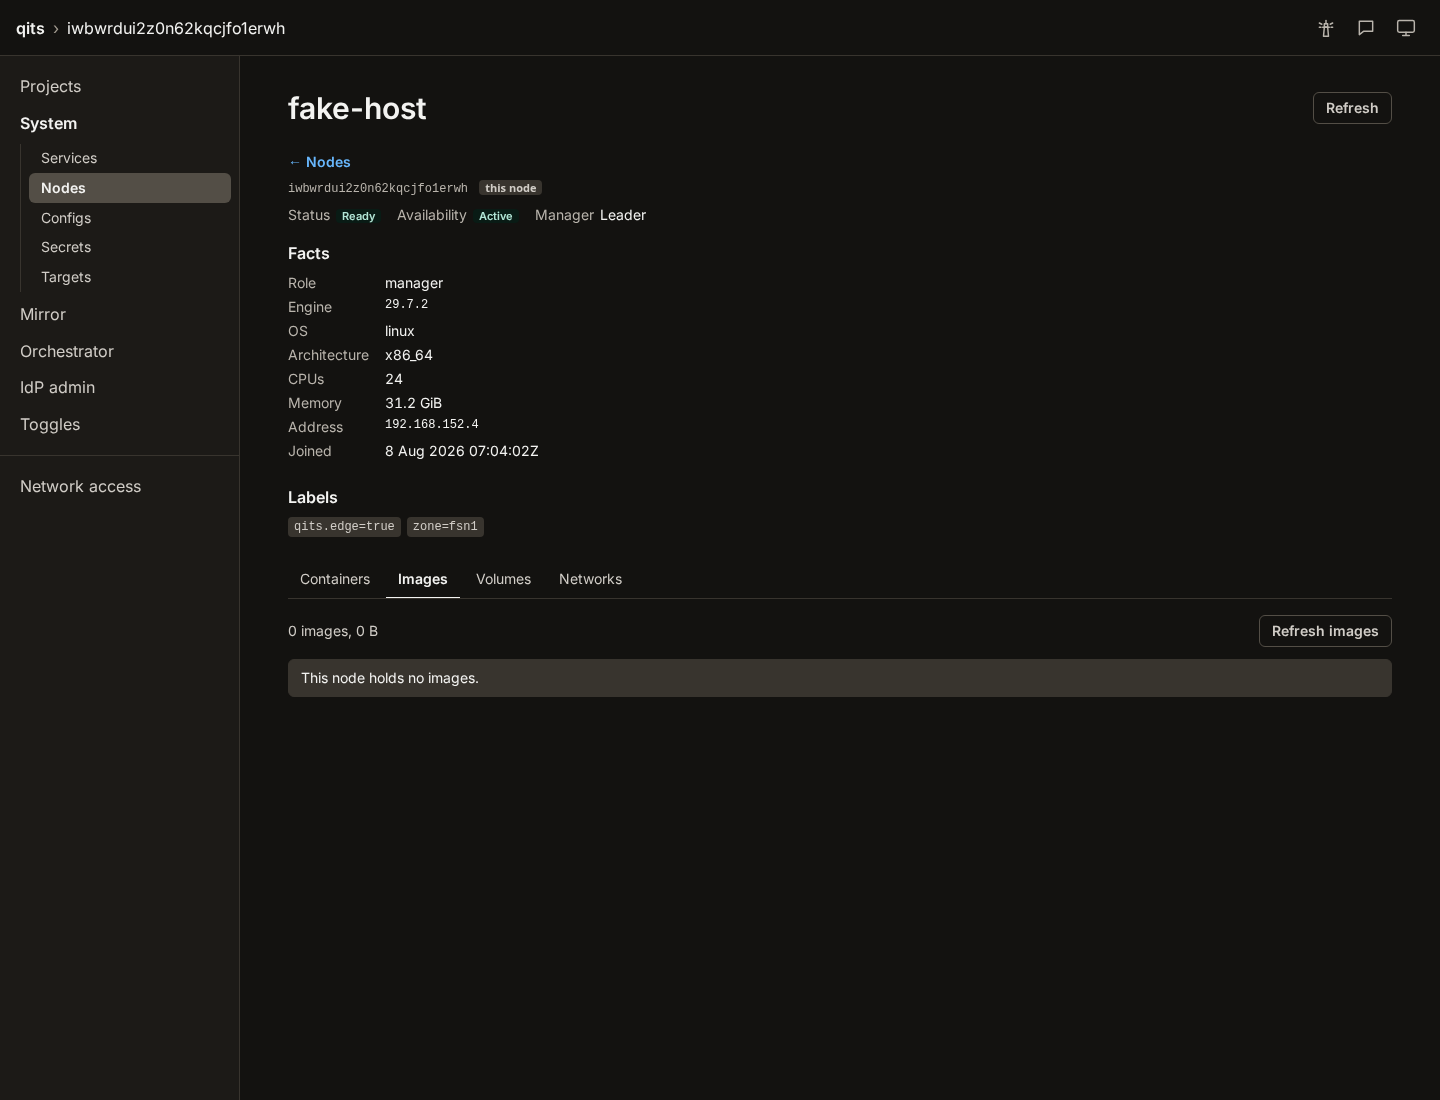 qits › iwbwrdui2z0n62kqcjfo1erwh
Projects
System
Services
Nodes
Configs
Secrets
Targets
Mirror
Orchestrator
IdP admin
Toggles
Network access
fake-host
Refresh
← Nodes
iwbwrdui2z0n62kqcjfo1erwh this node
Status Ready Availability Active Manager Leader
Facts
Role manager
Engine 29.7.2
OS linux
Architecture x86_64
CPUs 24
Memory 31.2 GiB
Address 192.168.152.4
Joined 8 Aug 2026 07:04:02Z
Labels
qits.edge=true zone=fsn1
Containers Images Volumes Networks
0 images, 0 B
Refresh images
This node holds no images.